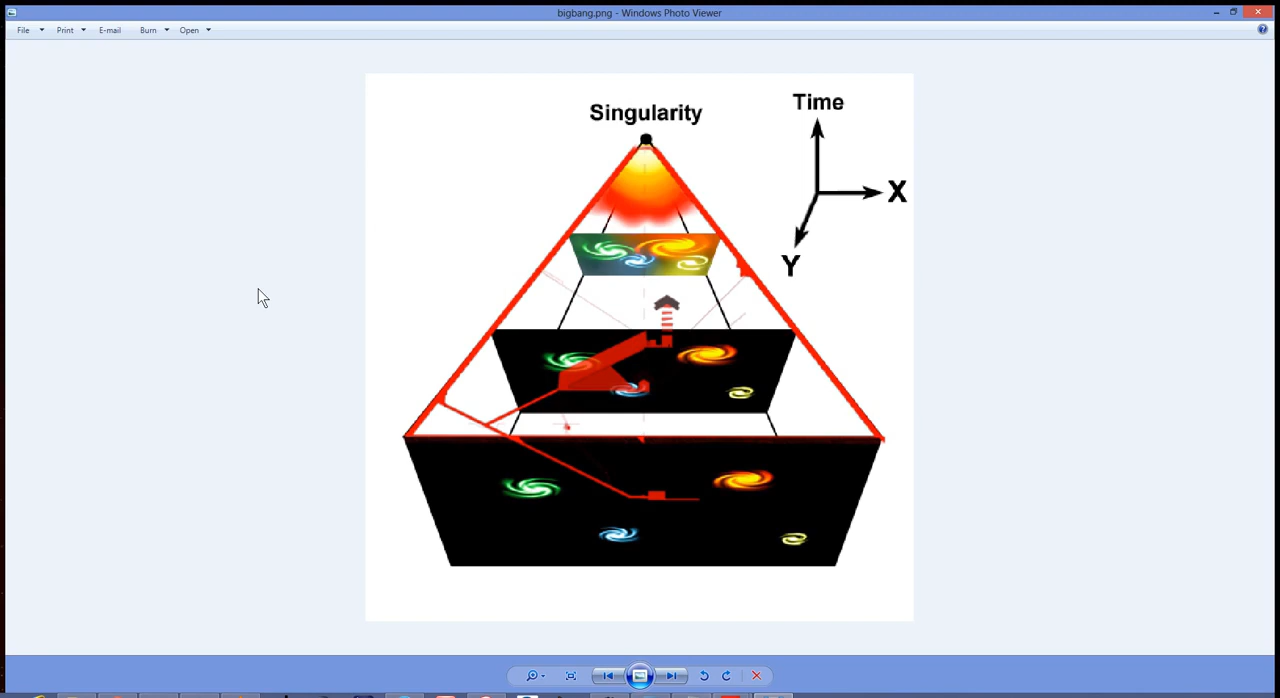 bigbang.png - Windows Photo Viewer
File Print E-mail Burn Open
Singularity
Time
X
Y